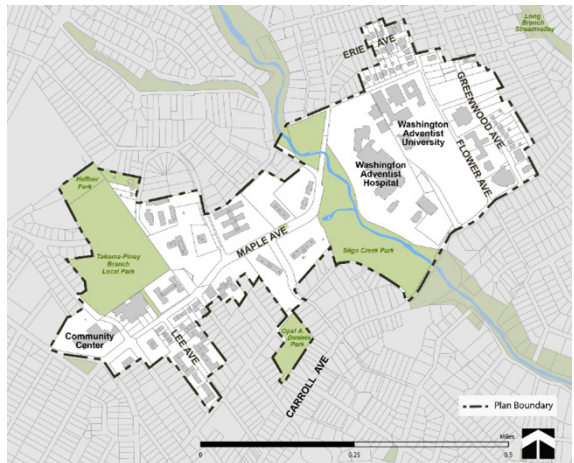 Long
Branch
Streamvalley
ERIE AVE
GREENWOOD AVE
Washington
Adventist
University
Washington
Adventist
Hospital
FLOWER AVE
Heffner
Park
Takoma-Piney
Branch
Local Park
MAPLE AVE
Sligo Creek Park
Opal A.
Daniels
Park
Community
Center
LEE AVE
CARROLL AVE
Plan Boundary
Miles
0
0.25
0.5